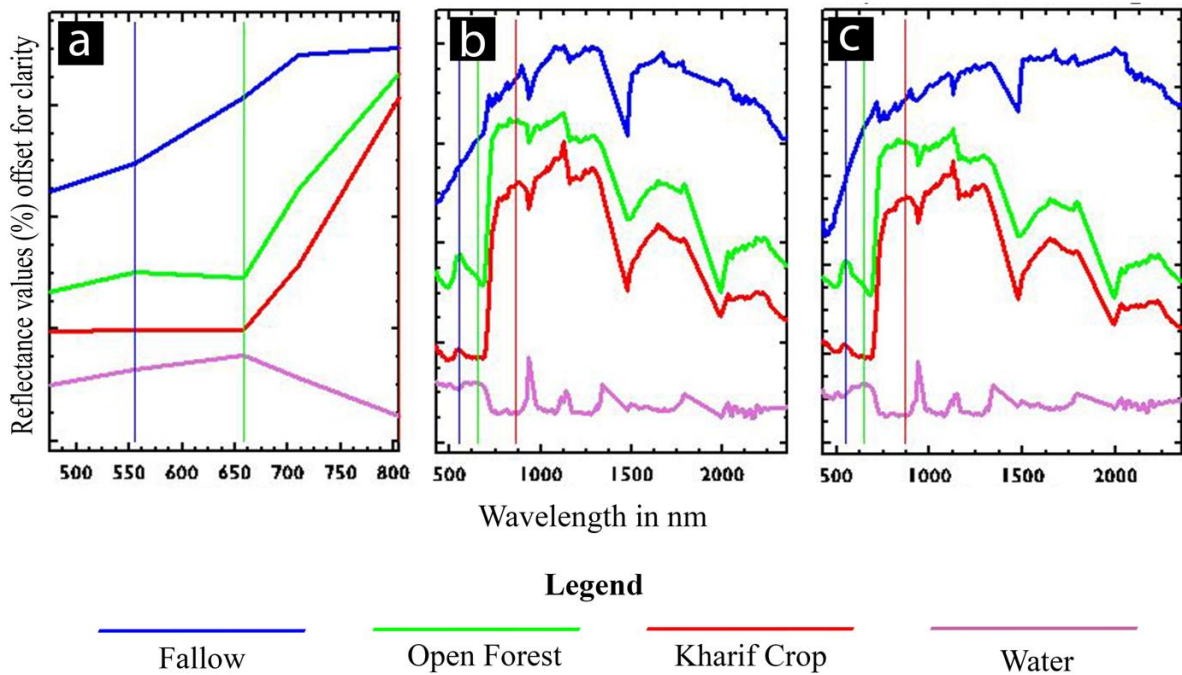 a b c
Reflectance values (%) offset for clarity
500 550 600 650 700 750 800
500 1000 1500 2000
500 1000 1500 2000
Wavelength in nm
Legend
Fallow Open Forest Kharif Crop Water